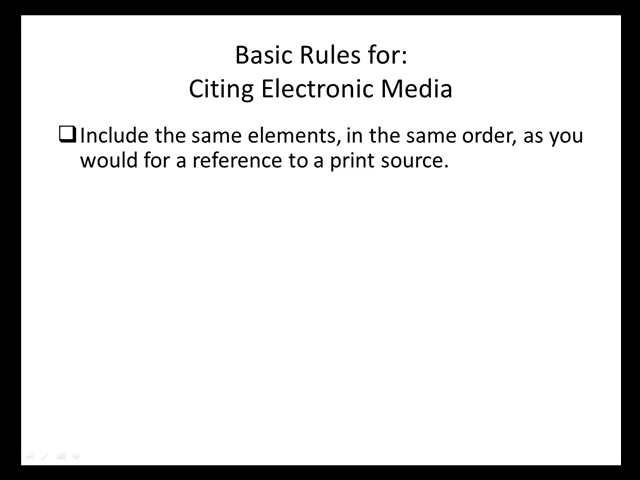 Basic Rules for:
Citing Electronic Media
Include the same elements, in the same order, as you
would for a reference to a print source.